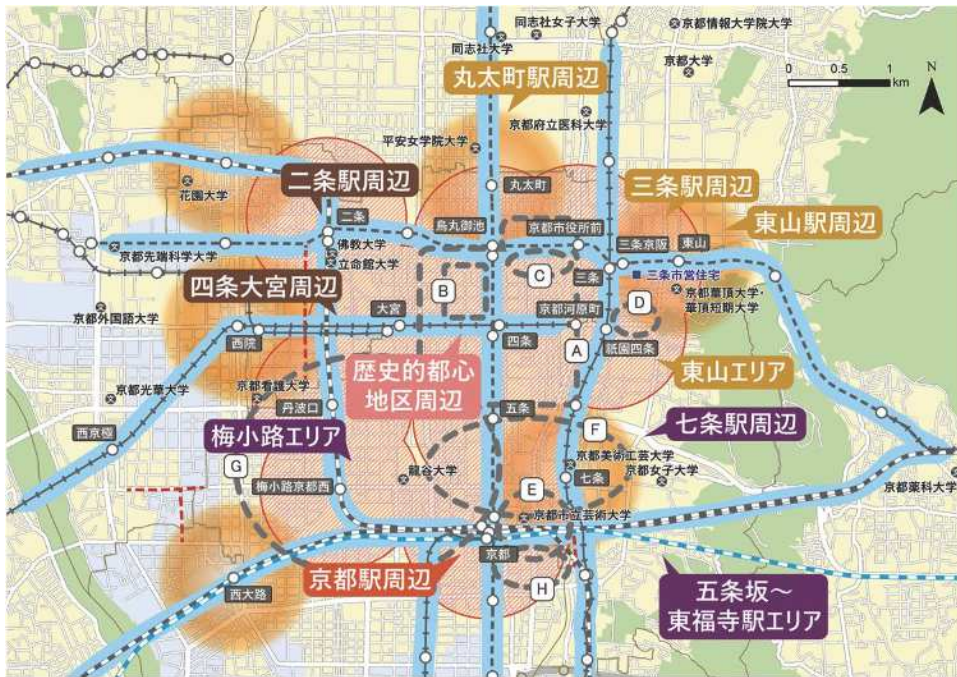 同志社女子大学
同志社大学
京都情報大学院大学
京都大学
0 0.5 1
km
N
丸太町駅周辺
京都府立医科大学
平安女学院大学
花園大学
二条駅周辺
丸太町
三条駅周辺
東山駅周辺
二条
烏丸御池
京都市役所前
三条京阪
東山
京都先端科学大学
佛教大学
立命館大学
三条
三条市営住宅
京都華頂大学・
華頂短期大学
四条大宮周辺
B
C
D
京都外国語大学
大宮
京都河原町
西院
四条
祇園四条
A
歴史的都心
地区周辺
東山エリア
京都光華大学
京都看護大学
丹波口
五条
西京極
梅小路エリア
F
七条駅周辺
G
龍谷大学
京都美術工芸大学
京都女子大学
七条
梅小路京都西
E
京都市立芸術大学
京都薬科大学
京都
京都駅周辺
H
西大路
五条坂～
東福寺駅エリア